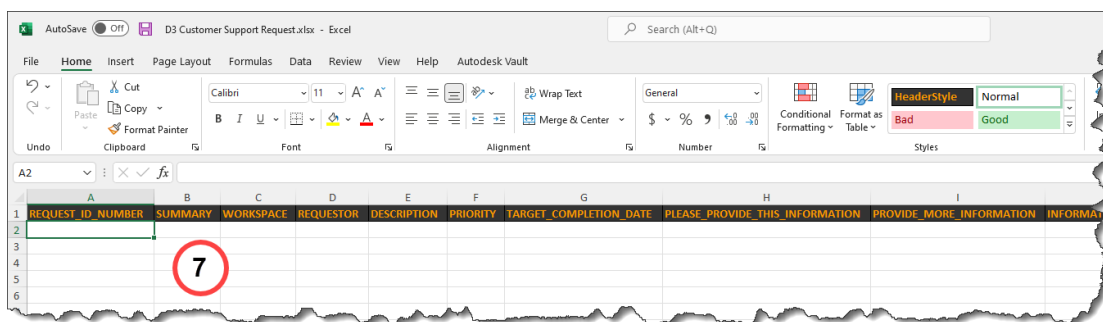 AutoSave Off D3 Customer Support Request.xlsx - Excel Search (Alt+Q)
File Home Insert Page Layout Formulas Data Review View Help Autodesk Vault
Paste Cut Copy Format Painter
Calibri 11 A^ A˅
B I U A
ab Wrap Text
Merge & Center
General
$ % 9
Conditional Formatting
Format as Table
HeaderStyle Normal
Bad Good
Undo Clipboard Font Alignment Number Styles
A2 fx
A B C D E F G H I
1 REQUEST_ID_NUMBER SUMMARY WORKSPACE REQUESTOR DESCRIPTION PRIORITY TARGET_COMPLETION_DATE PLEASE_PROVIDE_THIS_INFORMATION PROVIDE_MORE_INFORMATION
2
3
4
5
6
7